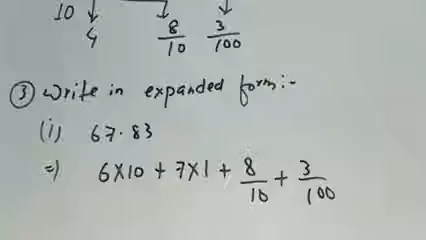 10 ↓ 8/10 3/100
4
③ Write in expanded form:-
(i) 67.83
=) 6×10 + 7×1 + 8/10 + 3/100